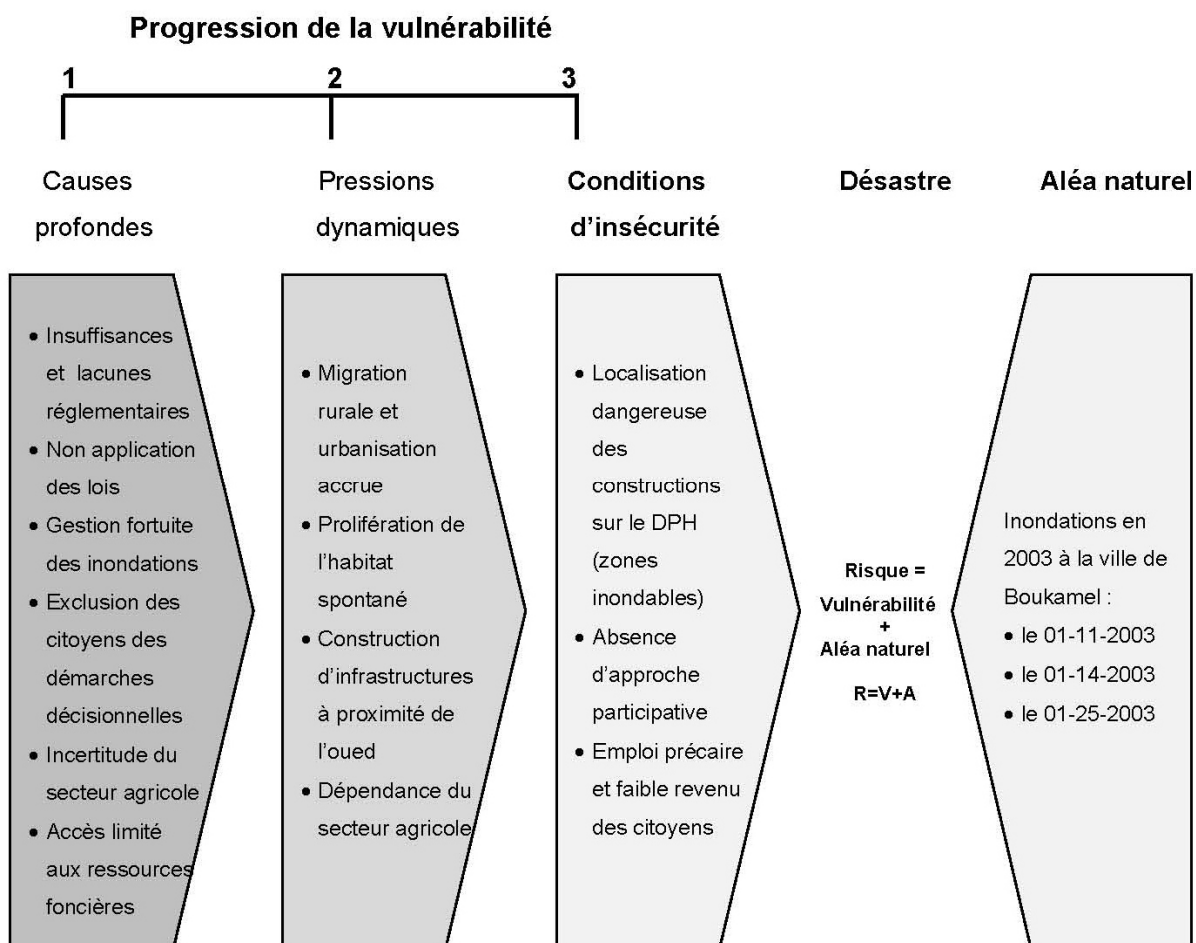 Progression de la vulnérabilité
1
2
3
Causes
profondes
Pressions
dynamiques
Conditions
d'insécurité
Désastre
Aléa naturel
• Insuffisances
et lacunes
réglementaires
• Non application
des lois
• Gestion fortuite
des inondations
• Exclusion des
citoyens des
démarches
décisionnelles
• Incertitude du
secteur agricole
• Accès limité
aux ressources
foncières
• Migration
rurale et
urbanisation
accrue
• Prolifération de
l'habitat
spontané
• Construction
d'infrastructures
à proximité de
l'oued
• Dépendance du
secteur agricole
• Localisation
dangereuse
des
constructions
sur le DPH
(zones
inondables)
• Absence
d'approche
participative
• Emploi précaire
et faible revenu
des citoyens
Risque =
Vulnérabilité
+
Aléa naturel
R=V+A
Inondations en
2003 à la ville de
Boukamel :
• le 01-11-2003
• le 01-14-2003
• le 01-25-2003